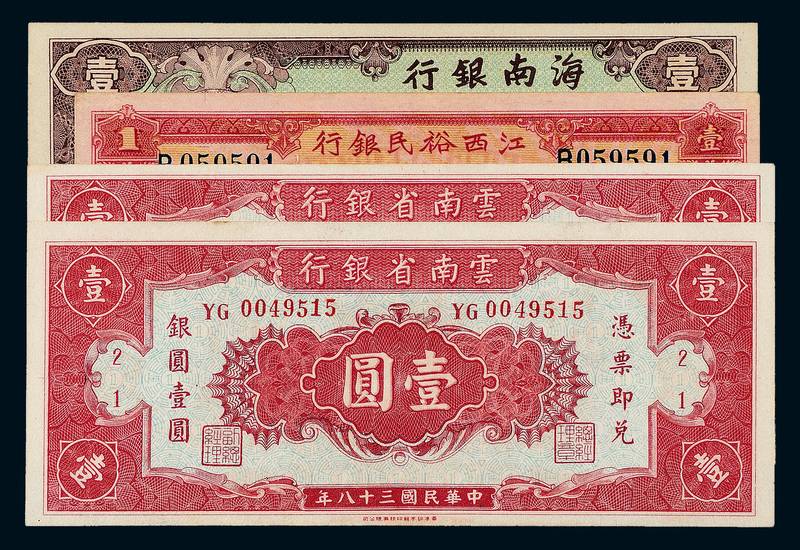 壹 行銀南海 壹
1 行銀民裕西江 壹
B059591 B059591
壹 行銀省南雲 壹
壹 行銀省南雲 壹
YG 0049515 YG 0049515
憑票即兌
銀圓壹圓
2 2
1 1
圓壹
壹 壹
年八十三國民華中